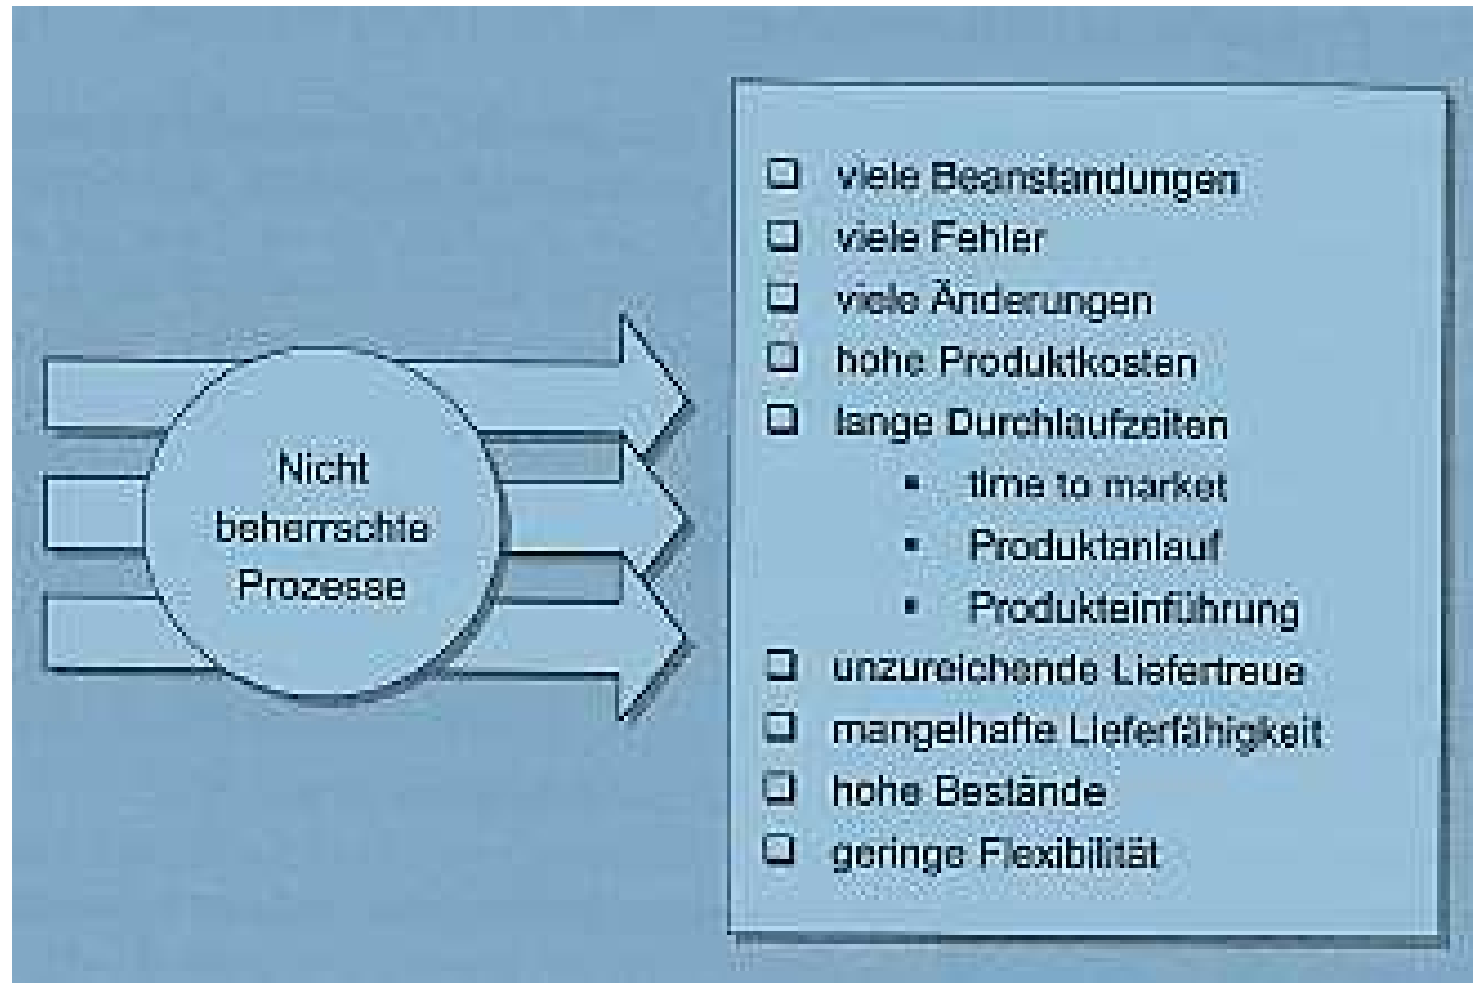 Nicht
beherrschte
Prozesse
viele Beanstandungen
viele Fehler
viele Änderungen
hohe Produktkosten
lange Durchlaufzeiten
time to market
Produktanlauf
Produkteinführung
unzureichende Liefertreue
mangelhafte Lieferfähigkeit
hohe Bestände
geringe Flexibilität